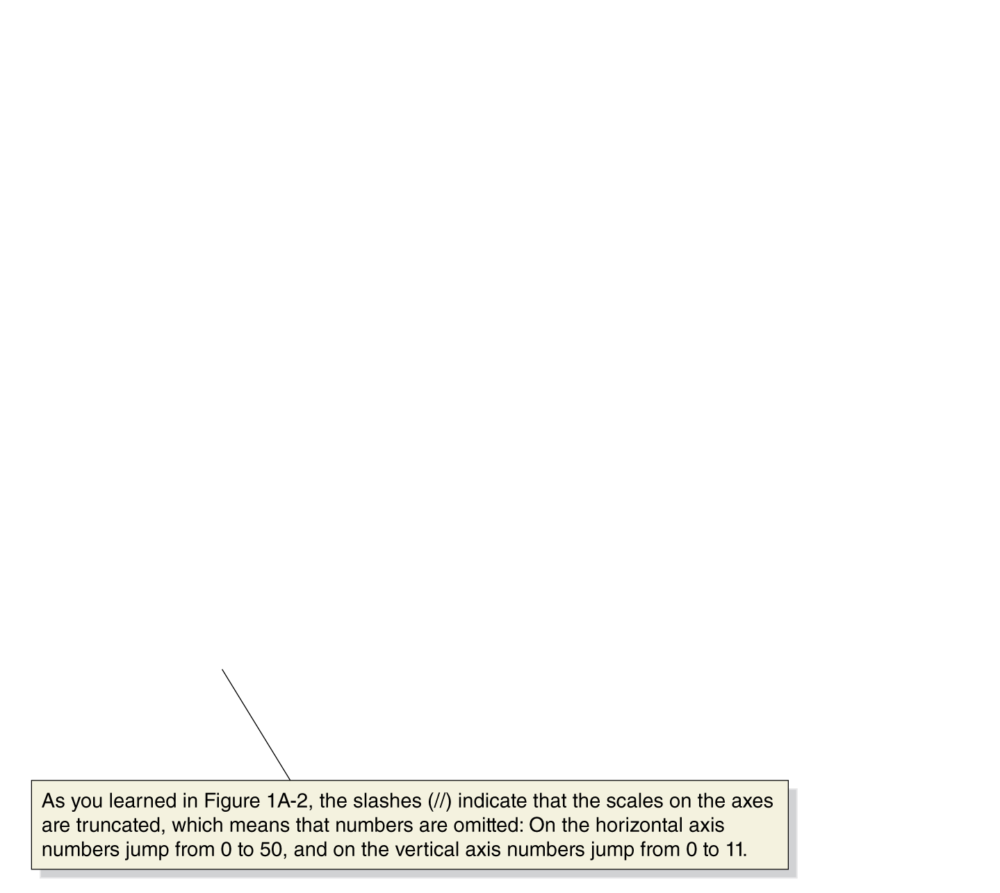 As you learned in Figure 1A-2, the slashes (//) indicate that the scales on the axes
are truncated, which means that numbers are omitted: On the horizontal axis
numbers jump from 0 to 50, and on the vertical axis numbers jump from 0 to 11.